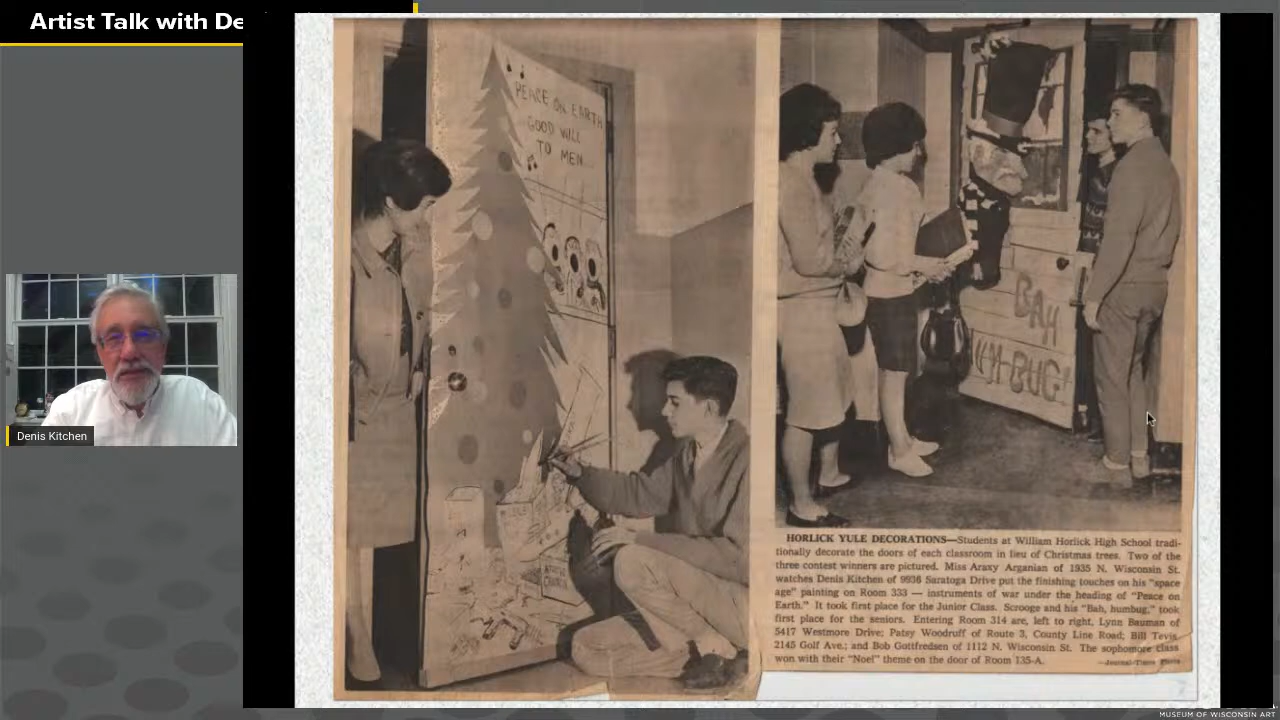 Artist Talk with De
PEACE ON EARTH
GOOD WILL
TO MEN
BAH
HUM-BUG!
HORLICK YULE DECORATIONS—Students at William Horlick High School tradi-
tionally decorate the doors of each classroom in lieu of Christmas trees. Two of the
three contest winners are pictured. Miss Araxy Arganian of 1935 N. Wisconsin St.
watches Denis Kitchen of 9936 Saratoga Drive put the finishing touches on his "space
age" painting on Room 333 — instruments of war under the heading of "Peace on
Earth." It took first place for the Junior Class. Scrooge and his "Bah, humbug," took
first place for the seniors. Entering Room 314 are, left to right, Lynn Bauman of
5417 Westmore Drive; Patsy Woodruff of Route 3, County Line Road; Bill Tevis,
2145 Golf Ave.; and Bob Gottfredsen of 1112 N. Wisconsin St. The sophomore class
won with their "Noel" theme on the door of Room 135-A.
—Journal-Times Photo
Denis Kitchen
MUSEUM OF WISCONSIN ART